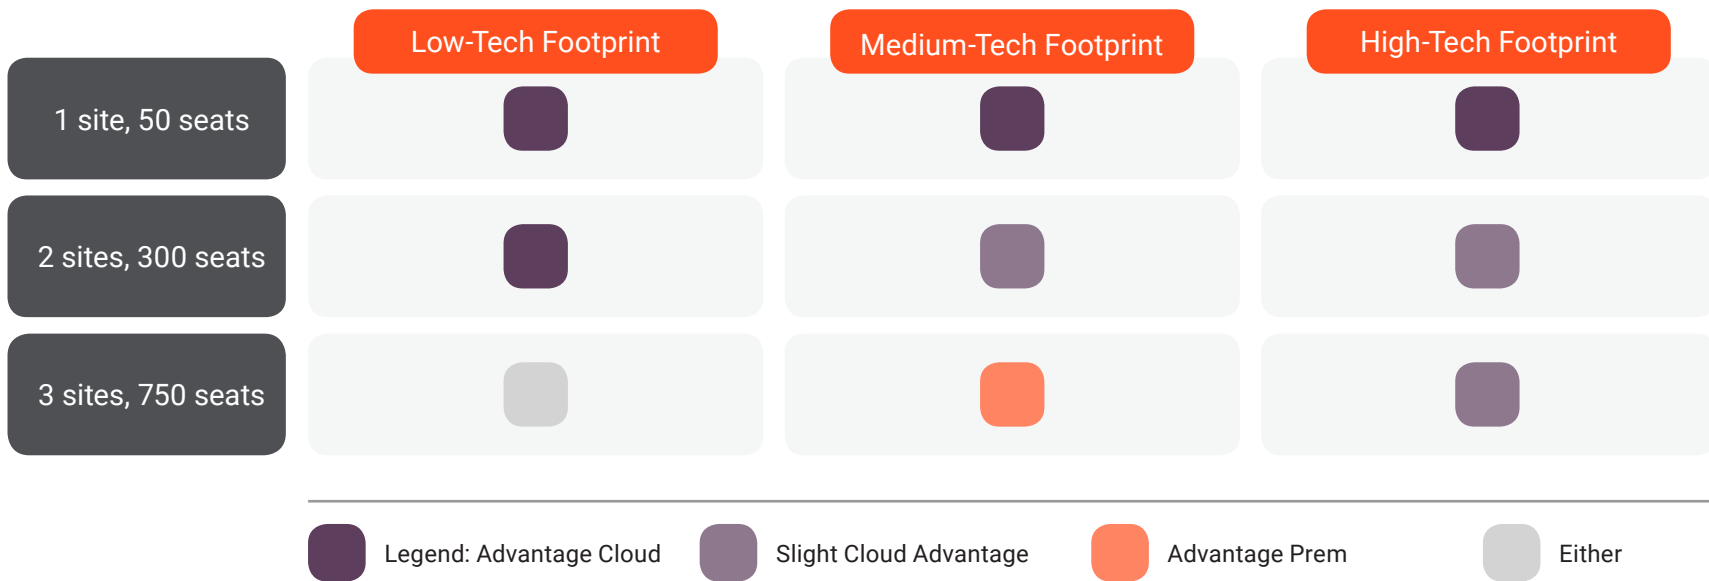 Low-Tech Footprint
Medium-Tech Footprint
High-Tech Footprint
1 site, 50 seats
2 sites, 300 seats
3 sites, 750 seats
Legend: Advantage Cloud
Slight Cloud Advantage
Advantage Prem
Either